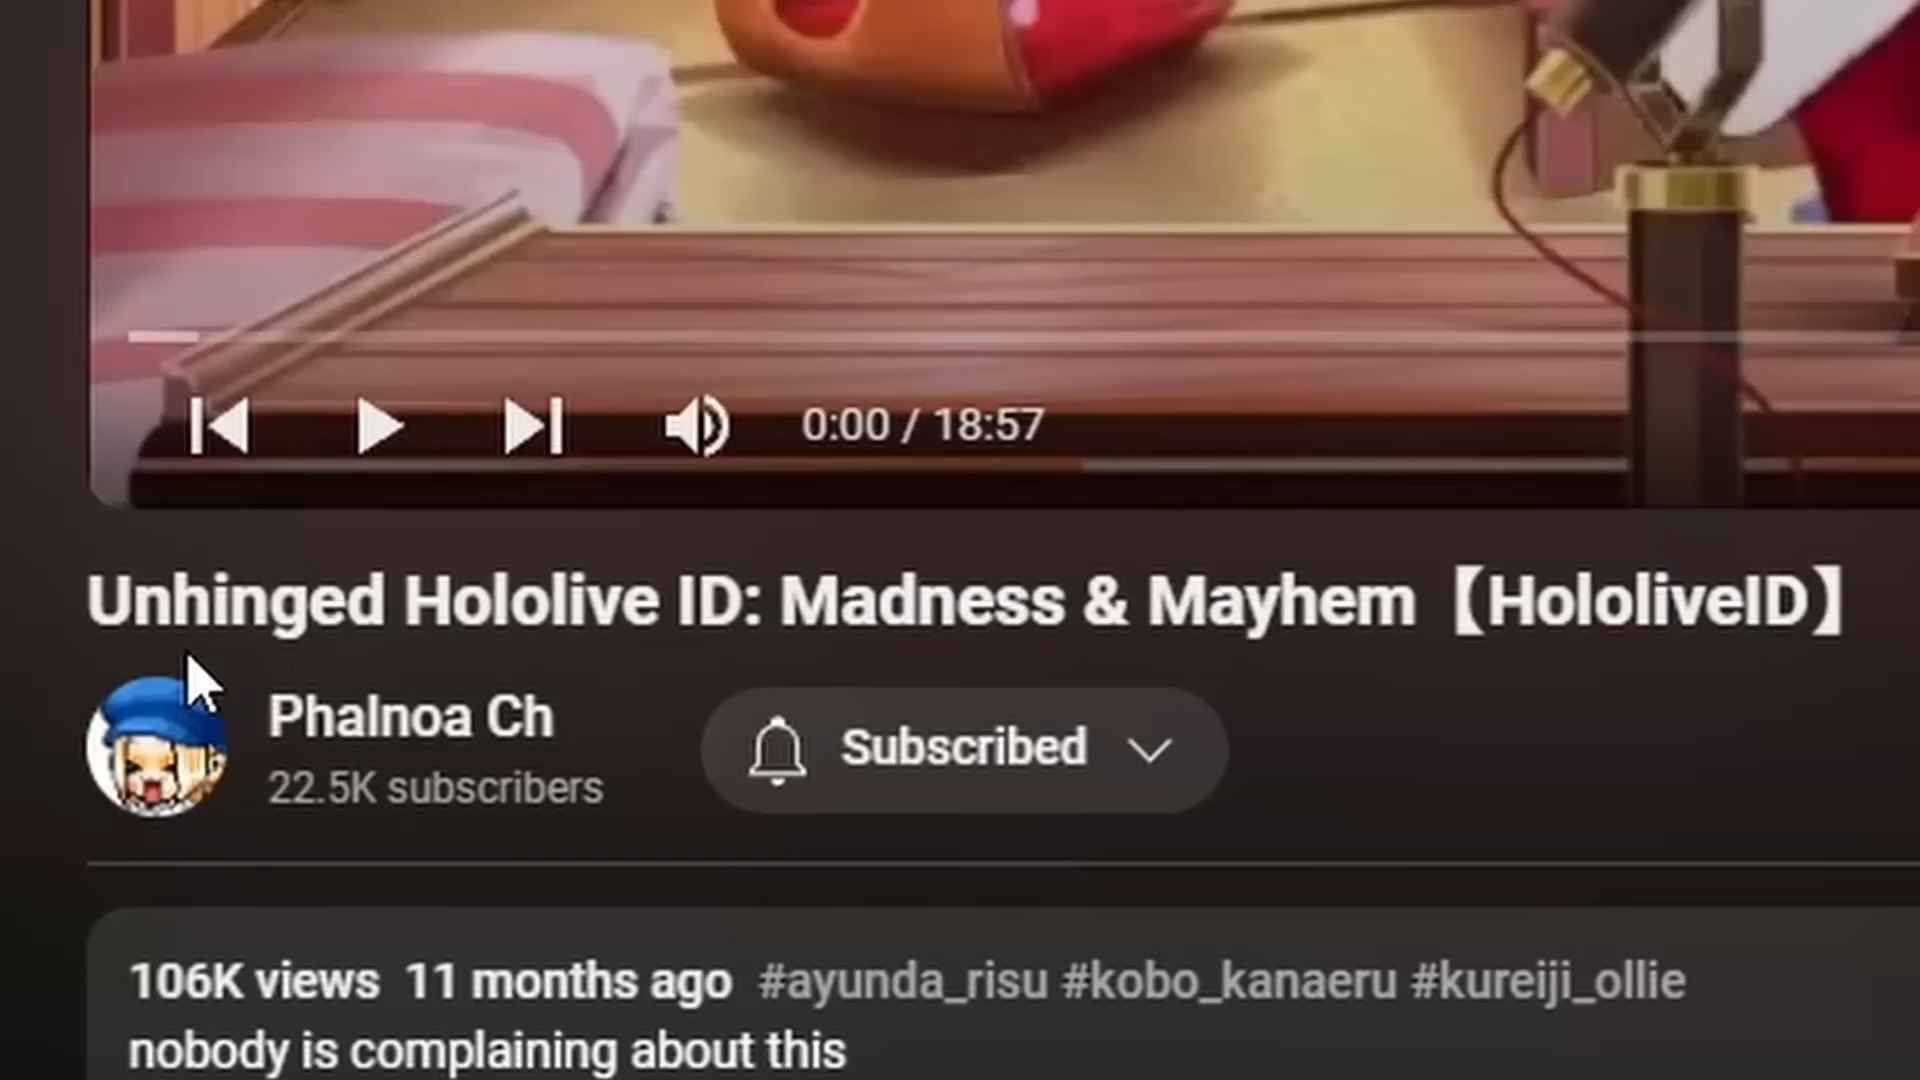 0:00 / 18:57
Unhinged Hololive ID: Madness & Mayhem【HololiveID】
PhaInoa Ch
22.5K subscribers
Subscribed
106K views 11 months ago #ayunda_risu #kobo_kanaeru #kureiji_ollie
nobody is complaining about this